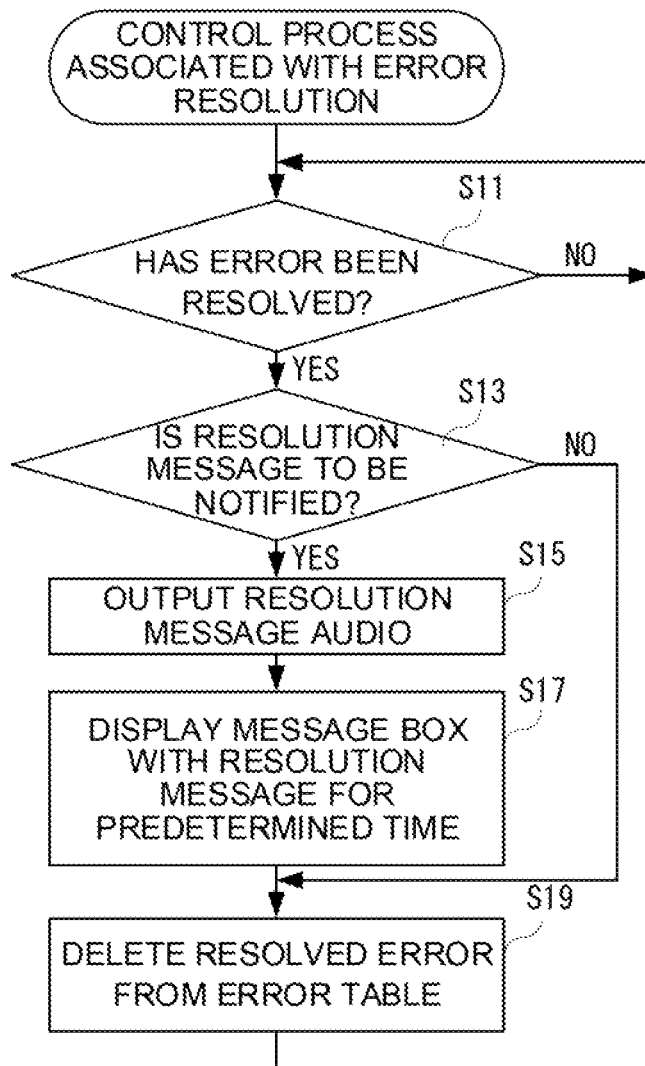 CONTROL PROCESS
ASSOCIATED WITH ERROR
RESOLUTION
S11
HAS ERROR BEEN
RESOLVED?
NO
YES
S13
IS RESOLUTION
MESSAGE TO BE
NOTIFIED?
NO
YES
S15
OUTPUT RESOLUTION
MESSAGE AUDIO
S17
DISPLAY MESSAGE BOX
WITH RESOLUTION
MESSAGE FOR
PREDETERMINED TIME
S19
DELETE RESOLVED ERROR
FROM ERROR TABLE